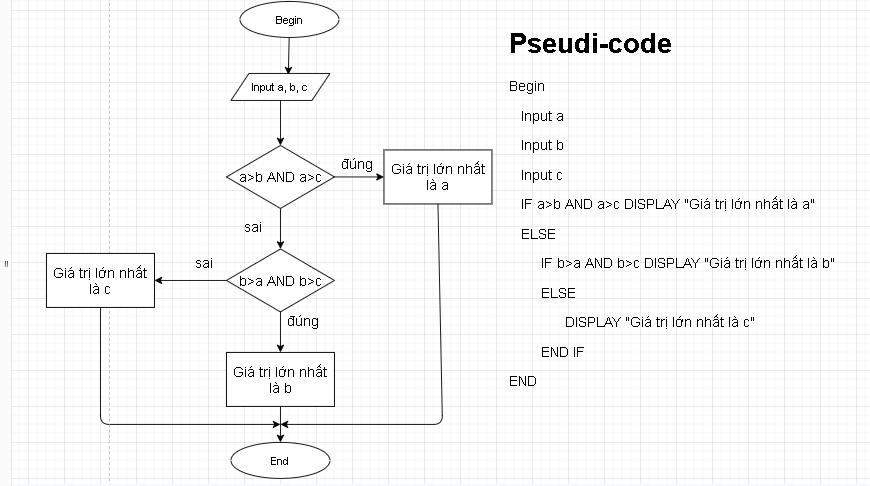 Begin
Input a, b, c
a>b AND a>c
đúng
Giá trị lớn nhất
là a
sai
b>a AND b>c
sai
Giá trị lớn nhất
là c
đúng
Giá trị lớn nhất
là b
End
Pseudi-code
Begin
Input a
Input b
Input c
IF a>b AND a>c DISPLAY "Giá trị lớn nhất là a"
ELSE
IF b>a AND b>c DISPLAY "Giá trị lớn nhất là b"
ELSE
DISPLAY "Giá trị lớn nhất là c"
END IF
END